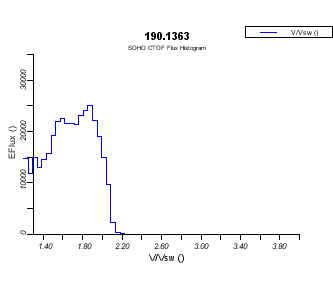 190.1363
V/Vsw ()
SOHO CTOF Flux Histogram
EFlux ()
30000
20000
10000
0
1.40 1.80 2.20 2.60 3.00 3.40 3.80
V/Vsw ()